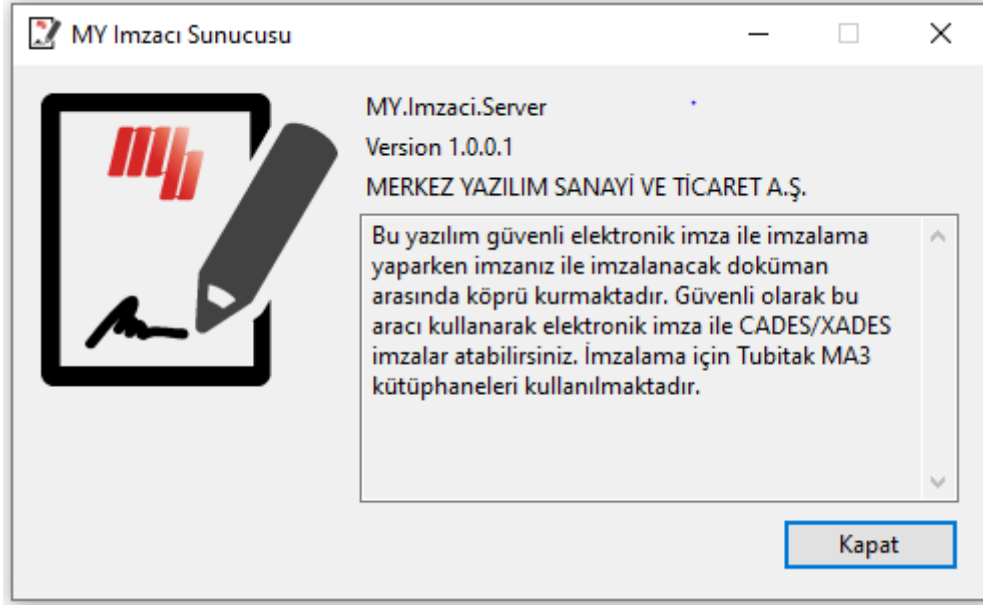 MY Imzacı Sunucusu
MY.Imzaci.Server
Version 1.0.0.1
MERKEZ YAZILIM SANAYİ VE TİCARET A.Ş.
Bu yazılım güvenli elektronik imza ile imzalama
yaparken imzanız ile imzalanacak doküman
arasında köprü kurmaktadır. Güvenli olarak bu
aracı kullanarak elektronik imza ile CADES/XADES
imzalar atabilirsiniz. İmzalama için Tubitak MA3
kütüphaneleri kullanılmaktadır.
Kapat